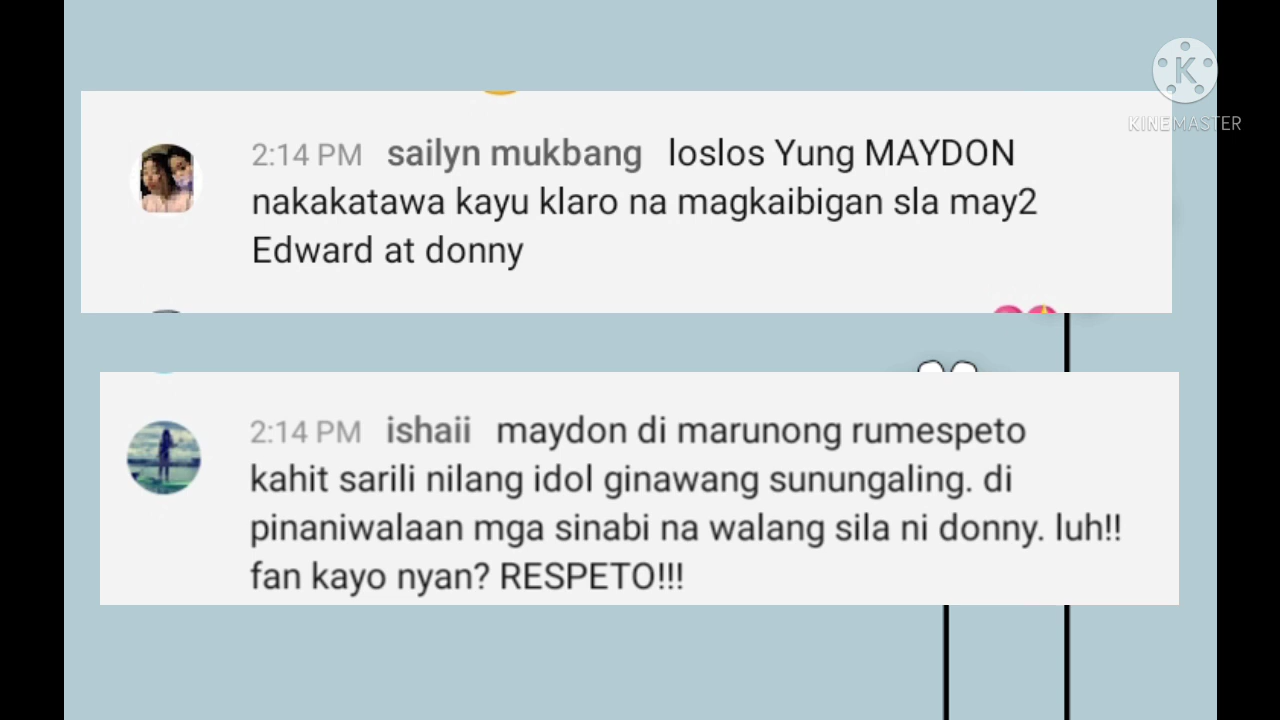 KINEMASTER
2:14 PM sailyn mukbang loslos Yung MAYDON
nakakatawa kayu klaro na magkaibigan sla may2
Edward at donny
2:14 PM ishaii maydon di marunong rumespeto
kahit sarili nilang idol ginawang sunungaling. di
pinaniwalaan mga sinabi na walang sila ni donny. luh!!
fan kayo nyan? RESPETO!!!